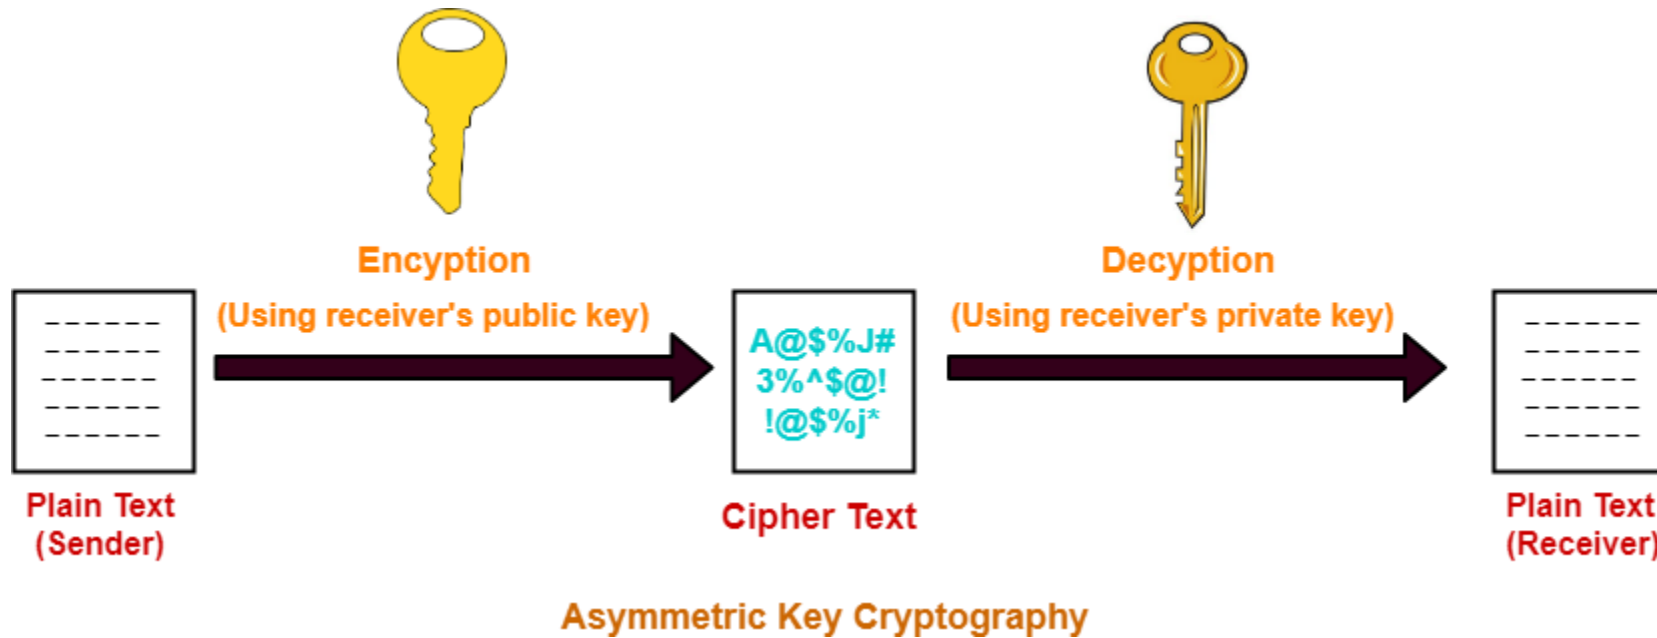 Encyption
(Using receiver's public key)
Decyption
(Using receiver's private key)
A@$%J#
3%^$@!
!@$%j*
Plain Text
(Sender)
Cipher Text
Plain Text
(Receiver)
Asymmetric Key Cryptography